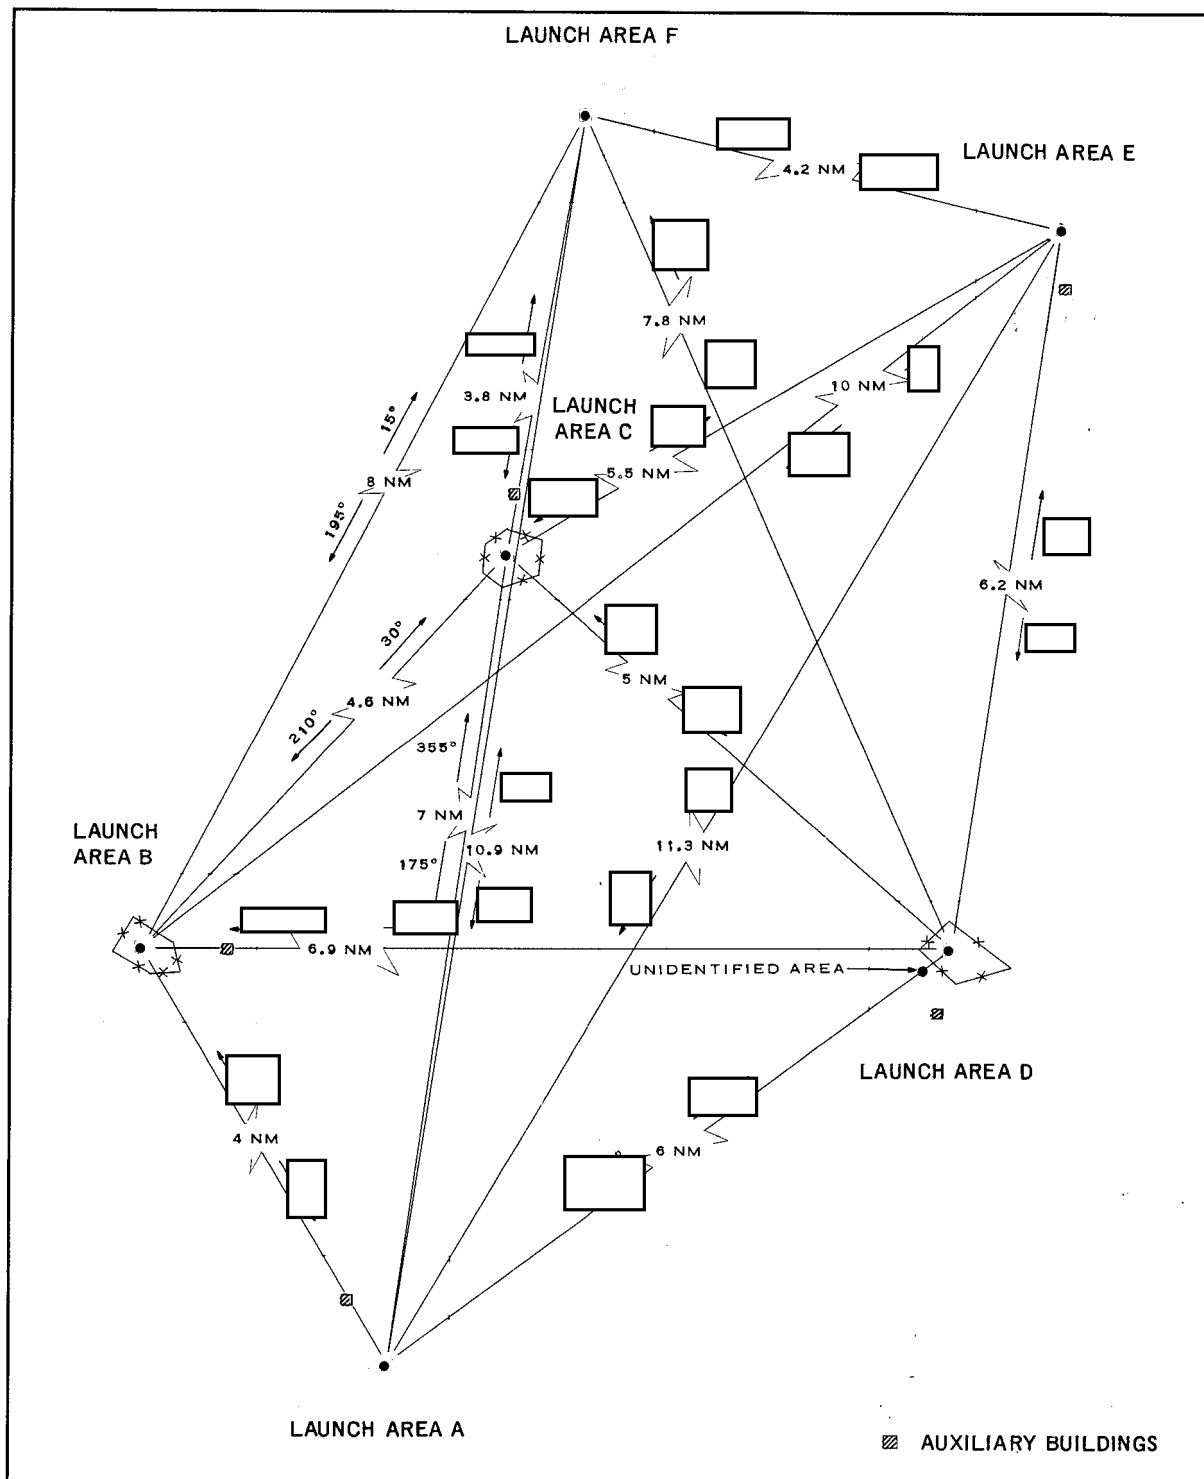 LAUNCH AREA F
LAUNCH AREA E
4.2 NM
7.8 NM
3.8 NM
10 NM
LAUNCH
AREA C
15°
5.5 NM
8 NM
195°
6.2 NM
30°
5 NM
4.6 NM
210°
355°
7 NM
LAUNCH
AREA B
10.9 NM
11.3 NM
175°
6.9 NM
UNIDENTIFIED AREA
LAUNCH AREA D
4 NM
6 NM
LAUNCH AREA A
AUXILIARY BUILDINGS